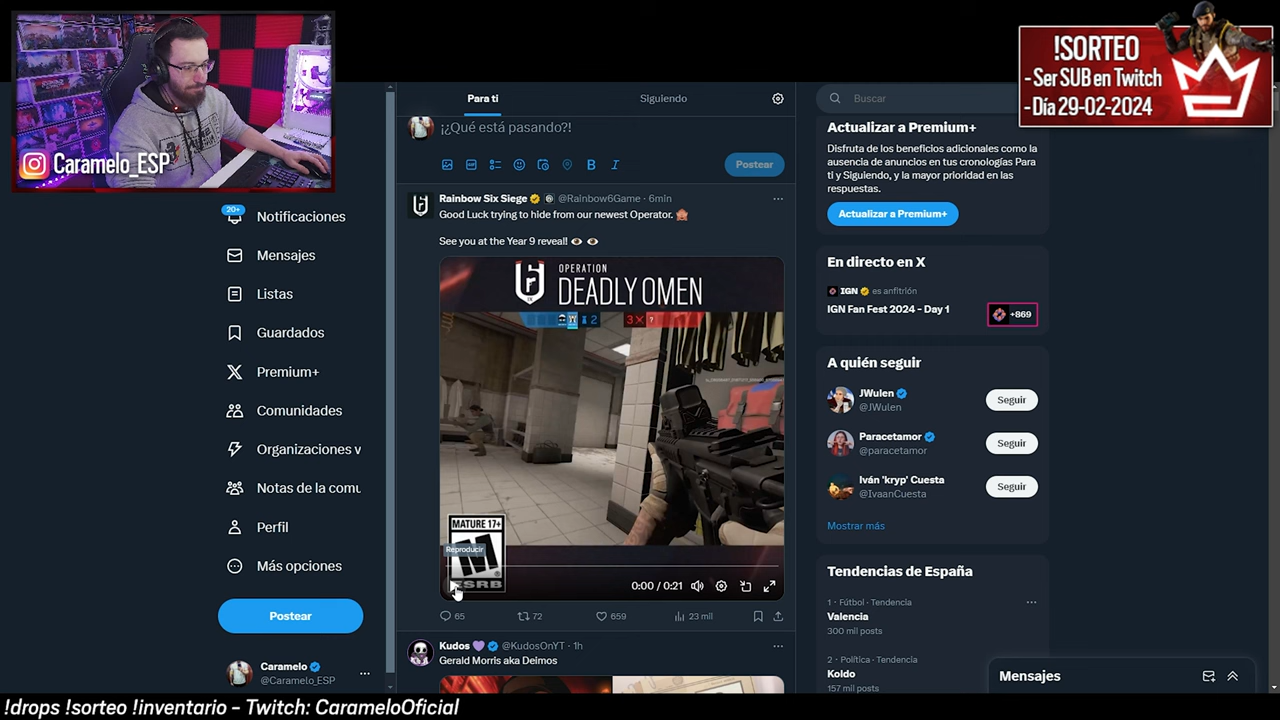 Caramelo_ESP
!SORTEO
- Ser SUB en Twitch
- Día 29-02-2024
20+
Notificaciones
Mensajes
Listas
Guardados
Premium+
Comunidades
Organizaciones v
Notas de la comu
Perfil
Más opciones
Postear
Caramelo
@Caramelo_ESP
Para ti
Siguiendo
¡¿Qué está pasando?!
Postear
Rainbow Six Siege @Rainbow6Game · 6min
Good Luck trying to hide from our newest Operator.
See you at the Year 9 reveal!
OPERATION
DEADLY OMEN
2
3
?
MATURE 17+
M
ESRB
Reproducir
0:00 / 0:21
65
72
659
23 mil
Kudos @KudosOnYT · 1h
Gerald Morris aka Deimos
Buscar
Actualizar a Premium+
Disfruta de los beneficios adicionales como la
ausencia de anuncios en tus cronologías Para
ti y Siguiendo, y la mayor prioridad en las
respuestas.
Actualizar a Premium+
En directo en X
IGN es anfitrión
IGN Fan Fest 2024 - Day 1
+869
A quién seguir
JWulen
@JWulen
Seguir
Paracetamor
@paracetamor
Seguir
Iván 'kryp' Cuesta
@IvaanCuesta
Seguir
Mostrar más
Tendencias de España
1 · Fútbol · Tendencia
Valencia
300 mil posts
2 · Política · Tendencia
Koldo
157 mil posts
Mensajes
!drops !sorteo !inventario - Twitch: CarameloOficial